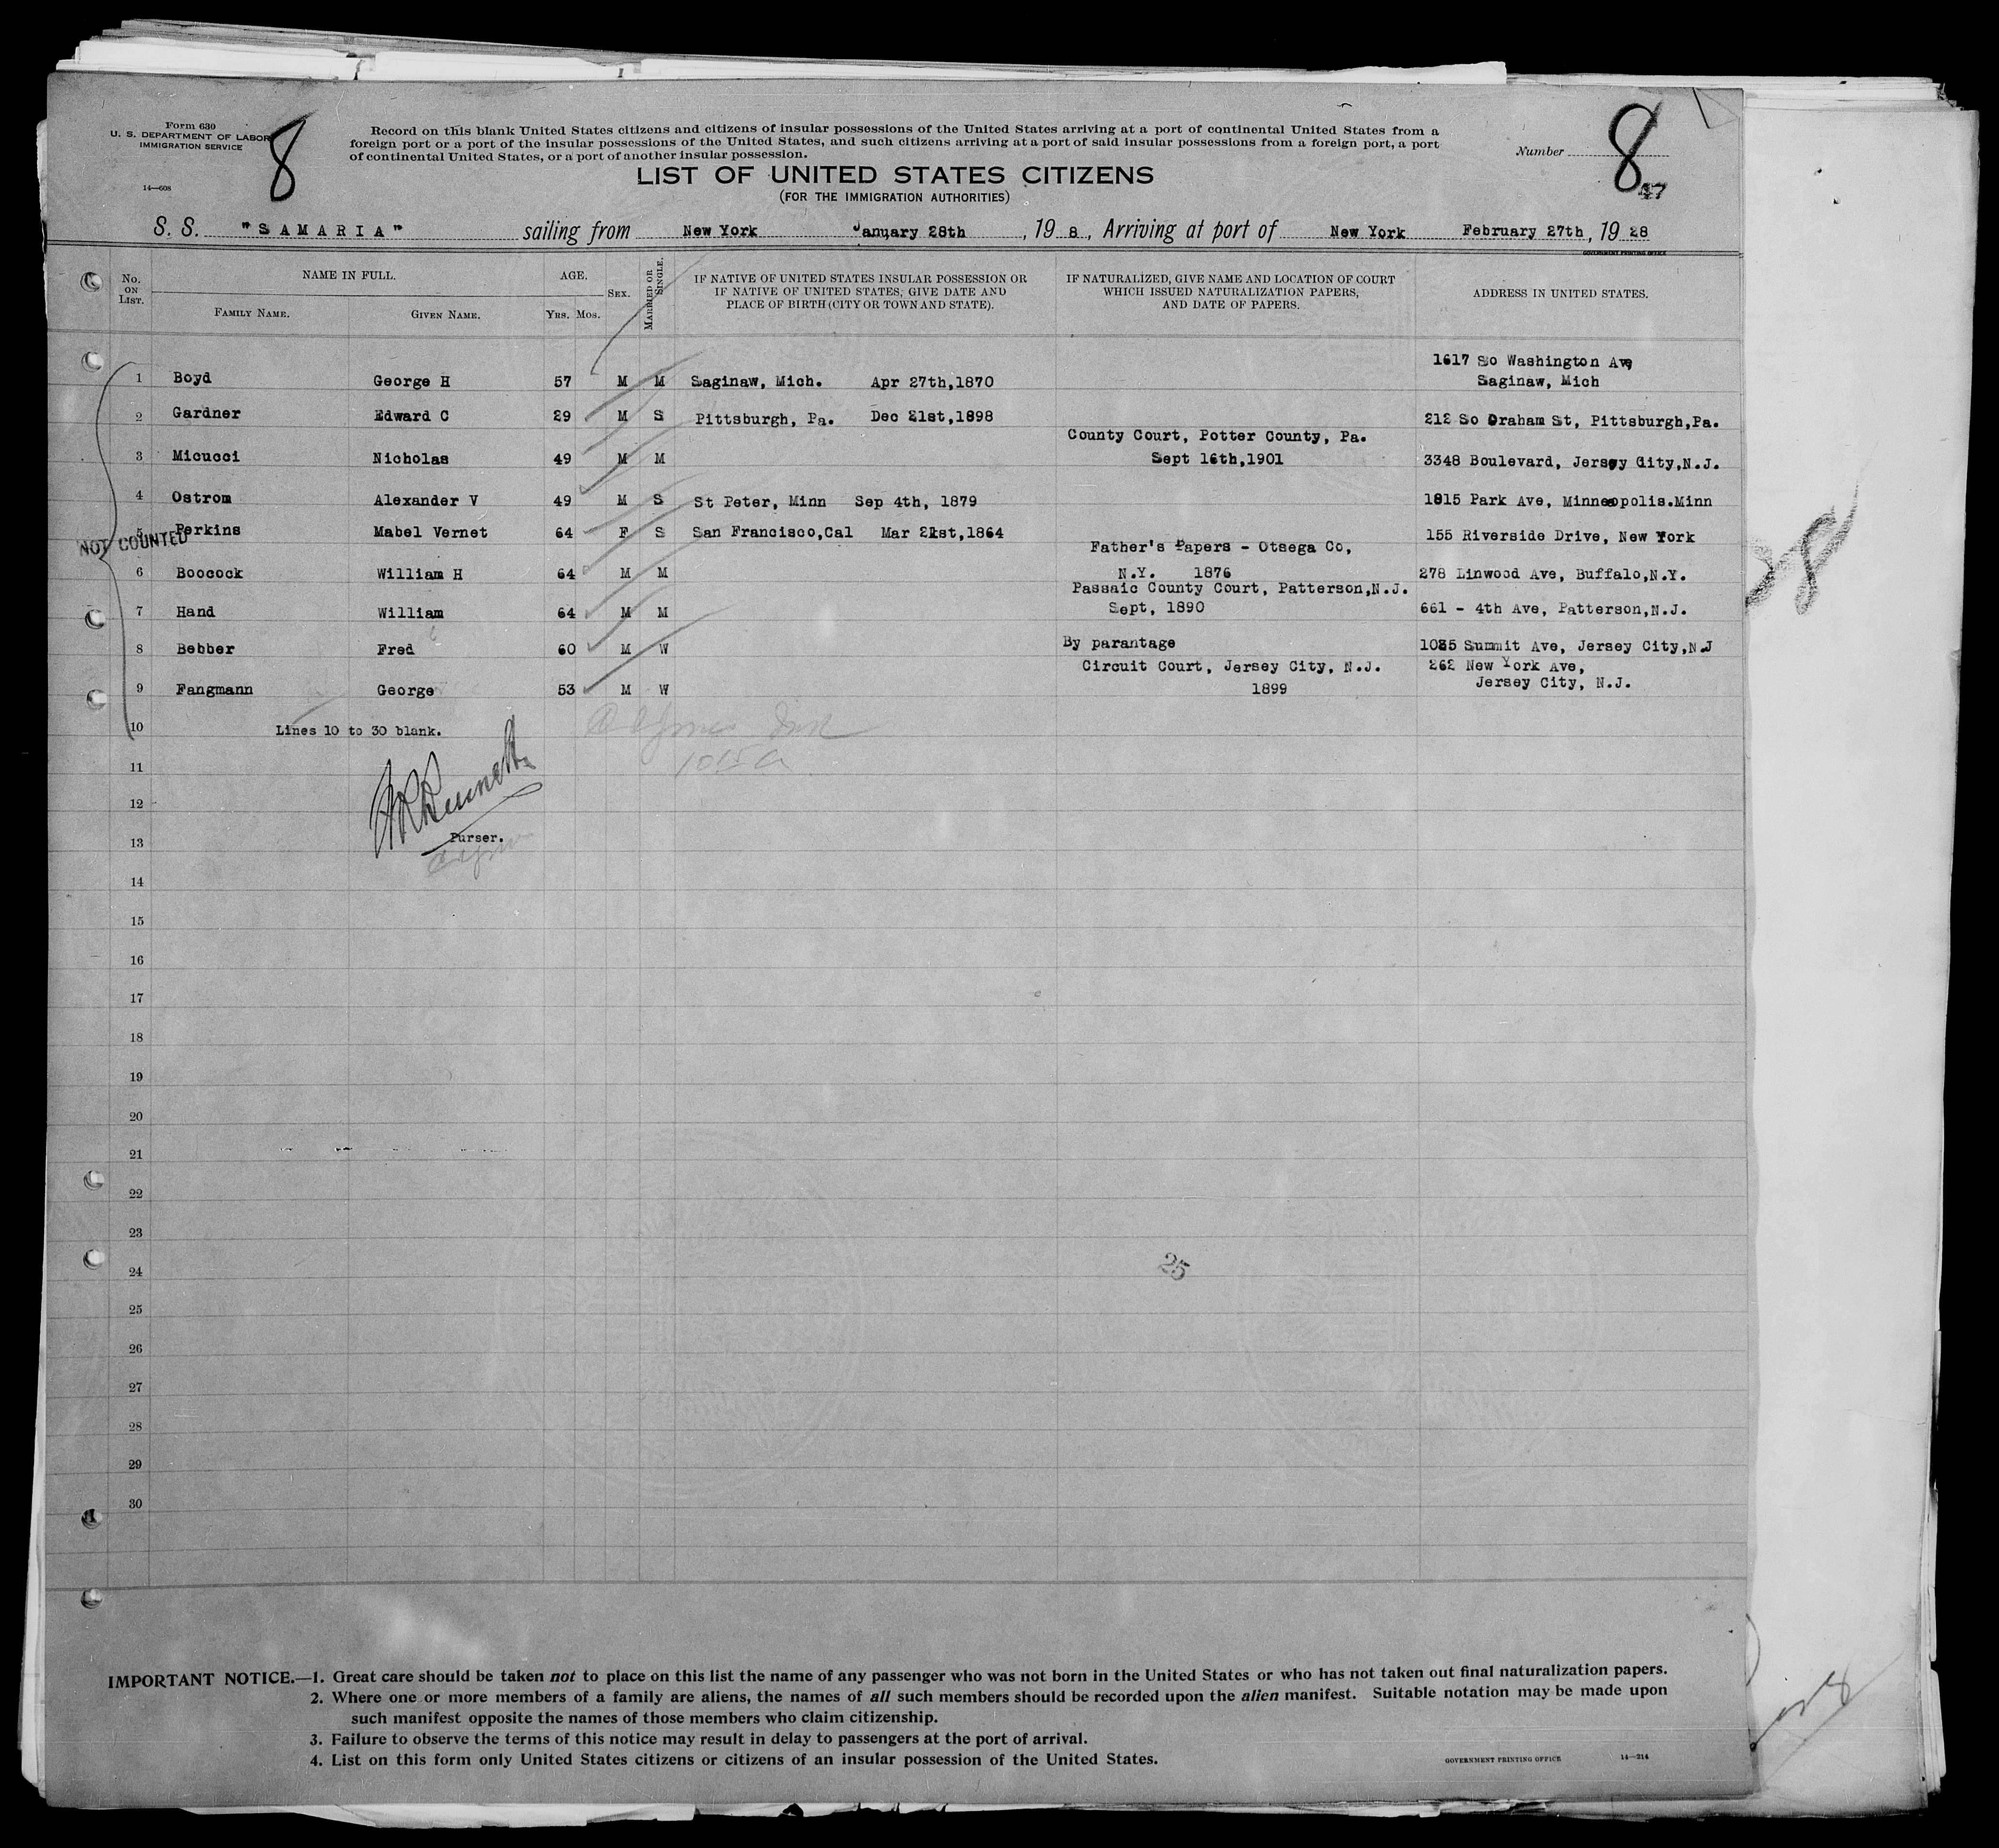 Form 630
U. S. DEPARTMENT OF LABOR
IMMIGRATION SERVICE
14—608
8
Record on this blank United States citizens and citizens of insular possessions of the United States arriving at a port of continental United States from a
foreign port or a port of the insular possessions of the United States, and such citizens arriving at a port of said insular possessions from a foreign port, a port
of continental United States, or a port of another insular possession.
Number 8
47
LIST OF UNITED STATES CITIZENS
(FOR THE IMMIGRATION AUTHORITIES)
S. S. "SAMARIA" sailing from New York January 28th, 19 8, Arriving at port of New York February 27th, 1928
GOVERNMENT PRINTING OFFICE
No. ON LIST. NAME IN FULL. FAMILY NAME. GIVEN NAME. AGE. YRS. MOS. SEX. MARRIED OR SINGLE. IF NATIVE OF UNITED STATES INSULAR POSSESSION OR IF NATIVE OF UNITED STATES, GIVE DATE AND PLACE OF BIRTH (CITY OR TOWN AND STATE). IF NATURALIZED, GIVE NAME AND LOCATION OF COURT WHICH ISSUED NATURALIZATION PAPERS, AND DATE OF PAPERS. ADDRESS IN UNITED STATES.
1617 So Washington Ave
1 Boyd George H 57 M M Saginaw, Mich. Apr 27th,1870 Saginaw, Mich
2 Gardner Edward C 29 M S Pittsburgh, Pa. Dec 21st,1898 212 So Draham St, Pittsburgh,Pa.
County Court, Potter County, Pa.
3 Micucci Nicholas 49 M M Sept 16th,1901 3348 Boulevard, Jersey City,N.J.
4 Ostrom Alexander V 49 M S St Peter, Minn Sep 4th, 1879 1815 Park Ave, Minneopolis.Minn
5 Perkins Mabel Vernet 64 F S San Francisco,Cal Mar 21st,1864 155 Riverside Drive, New York
NOT COUNTED
Father's Papers - Otsega Co,
6 Boocock William H 64 M M N.Y. 1876 278 Linwood Ave, Buffalo,N.Y.
Passaic County Court, Patterson,N.J.
7 Hand William 64 M M Sept, 1890 661 - 4th Ave, Patterson,N.J.
8 Bebber Fred 60 M W By parantage 1035 Summit Ave, Jersey City,N.J
Circuit Court, Jersey City, N.J. 262 New York Ave,
9 Fangmann George 53 M W 1899 Jersey City, N.J.
10 Lines 10 to 30 blank.
11
1015A
12
13 Purser.
14
15
16
17
18
19
20
21
22
23
24
25
25
26
27
28
29
30
IMPORTANT NOTICE.—1. Great care should be taken not to place on this list the name of any passenger who was not born in the United States or who has not taken out final naturalization papers.
2. Where one or more members of a family are aliens, the names of all such members should be recorded upon the alien manifest. Suitable notation may be made upon
such manifest opposite the names of those members who claim citizenship.
3. Failure to observe the terms of this notice may result in delay to passengers at the port of arrival.
4. List on this form only United States citizens or citizens of an insular possession of the United States.
GOVERNMENT PRINTING OFFICE 14—314